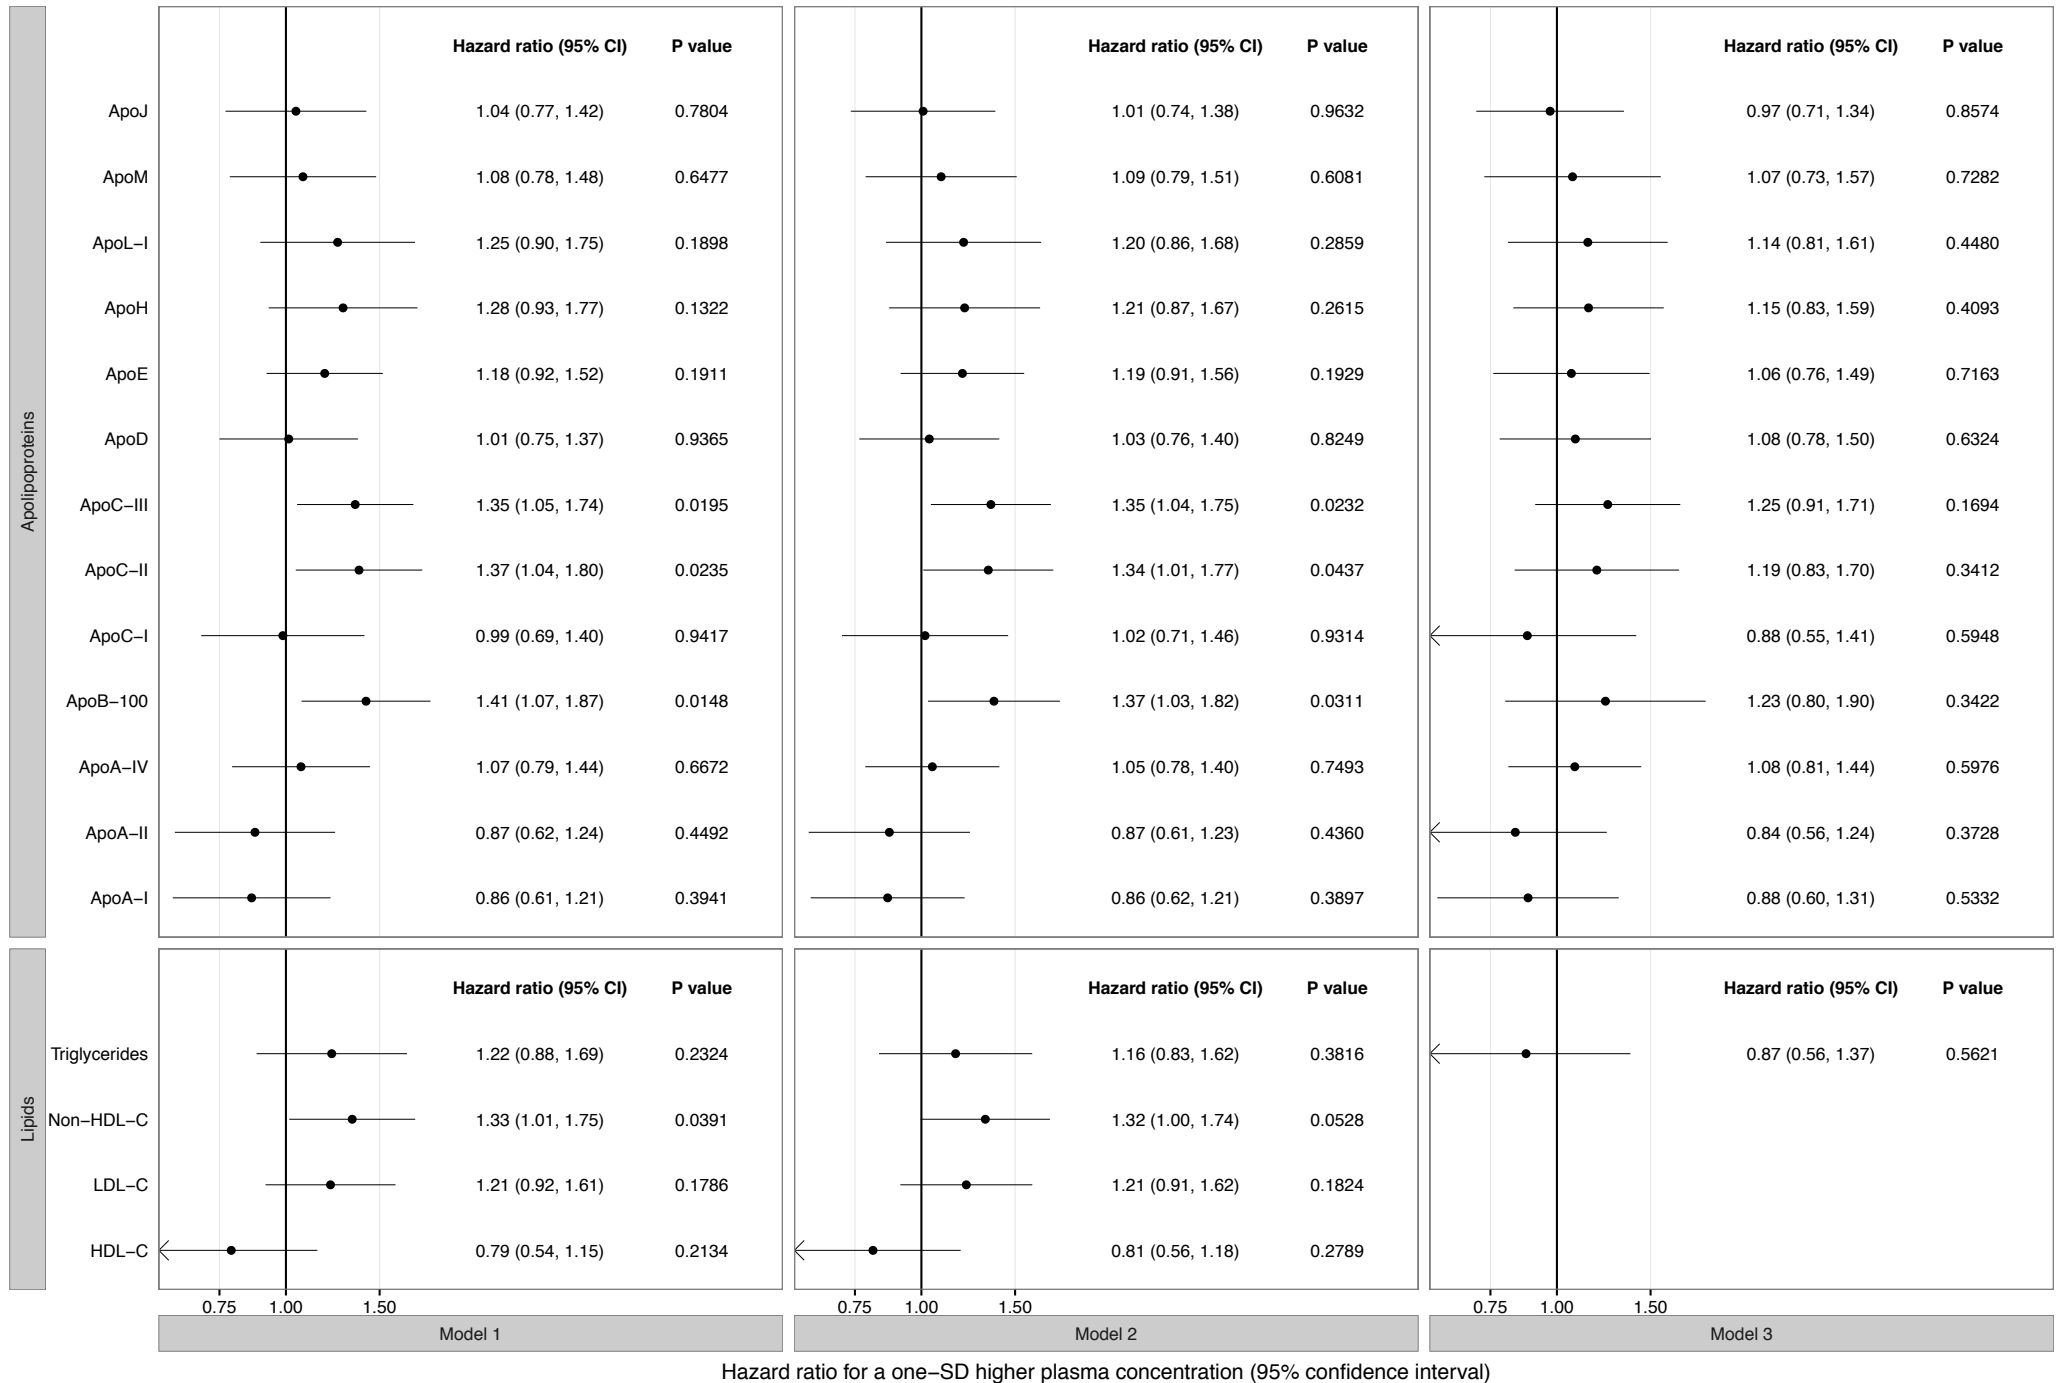 Hazard ratio (95% CI) P value Hazard ratio (95% CI) P value Hazard ratio (95% CI) P value
Apolipoproteins
ApoJ 1.04 (0.77, 1.42) 0.7804 1.01 (0.74, 1.38) 0.9632 0.97 (0.71, 1.34) 0.8574
ApoM 1.08 (0.78, 1.48) 0.6477 1.09 (0.79, 1.51) 0.6081 1.07 (0.73, 1.57) 0.7282
ApoL−I 1.25 (0.90, 1.75) 0.1898 1.20 (0.86, 1.68) 0.2859 1.14 (0.81, 1.61) 0.4480
ApoH 1.28 (0.93, 1.77) 0.1322 1.21 (0.87, 1.67) 0.2615 1.15 (0.83, 1.59) 0.4093
ApoE 1.18 (0.92, 1.52) 0.1911 1.19 (0.91, 1.56) 0.1929 1.06 (0.76, 1.49) 0.7163
ApoD 1.01 (0.75, 1.37) 0.9365 1.03 (0.76, 1.40) 0.8249 1.08 (0.78, 1.50) 0.6324
ApoC−III 1.35 (1.05, 1.74) 0.0195 1.35 (1.04, 1.75) 0.0232 1.25 (0.91, 1.71) 0.1694
ApoC−II 1.37 (1.04, 1.80) 0.0235 1.34 (1.01, 1.77) 0.0437 1.19 (0.83, 1.70) 0.3412
ApoC−I 0.99 (0.69, 1.40) 0.9417 1.02 (0.71, 1.46) 0.9314 0.88 (0.55, 1.41) 0.5948
ApoB−100 1.41 (1.07, 1.87) 0.0148 1.37 (1.03, 1.82) 0.0311 1.23 (0.80, 1.90) 0.3422
ApoA−IV 1.07 (0.79, 1.44) 0.6672 1.05 (0.78, 1.40) 0.7493 1.08 (0.81, 1.44) 0.5976
ApoA−II 0.87 (0.62, 1.24) 0.4492 0.87 (0.61, 1.23) 0.4360 0.84 (0.56, 1.24) 0.3728
ApoA−I 0.86 (0.61, 1.21) 0.3941 0.86 (0.62, 1.21) 0.3897 0.88 (0.60, 1.31) 0.5332
Hazard ratio (95% CI) P value Hazard ratio (95% CI) P value Hazard ratio (95% CI) P value
Lipids
Triglycerides 1.22 (0.88, 1.69) 0.2324 1.16 (0.83, 1.62) 0.3816 0.87 (0.56, 1.37) 0.5621
Non−HDL−C 1.33 (1.01, 1.75) 0.0391 1.32 (1.00, 1.74) 0.0528
LDL−C 1.21 (0.92, 1.61) 0.1786 1.21 (0.91, 1.62) 0.1824
HDL−C 0.79 (0.54, 1.15) 0.2134 0.81 (0.56, 1.18) 0.2789
0.75 1.00 1.50 0.75 1.00 1.50 0.75 1.00 1.50
Model 1 Model 2 Model 3
Hazard ratio for a one−SD higher plasma concentration (95% confidence interval)